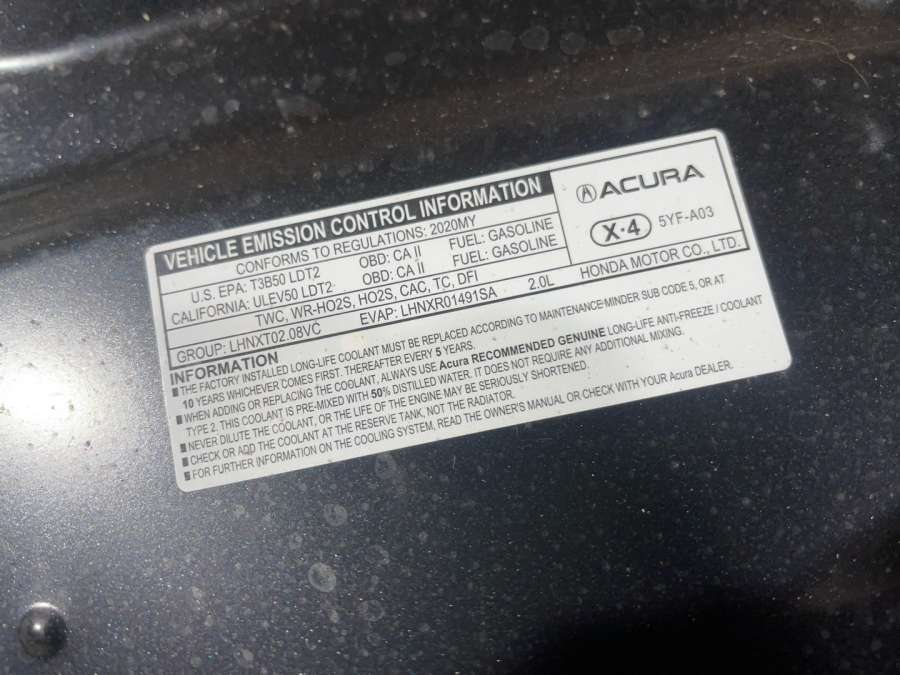 VEHICLE EMISSION CONTROL INFORMATION
CONFORMS TO REGULATIONS: 2020MY
U.S. EPA: T3B50 LDT2 OBD: CA II FUEL: GASOLINE
CALIFORNIA: ULEV50 LDT2 OBD: CA II FUEL: GASOLINE
TWC, WR-HO2S, HO2S, CAC, TC, DFI
GROUP: LHNXT02.08VC EVAP: LHNXR01491SA 2.0L
ACURA
X·4 5YF-A03
HONDA MOTOR CO., LTD.
INFORMATION
■ THE FACTORY INSTALLED LONG-LIFE COOLANT MUST BE REPLACED ACCORDING TO MAINTENANCE MINDER SUB CODE 5, OR AT
10 YEARS WHICHEVER COMES FIRST. THEREAFTER EVERY 5 YEARS.
■ WHEN ADDING OR REPLACING THE COOLANT, ALWAYS USE Acura RECOMMENDED GENUINE LONG-LIFE ANTI-FREEZE / COOLANT
TYPE 2. THIS COOLANT IS PRE-MIXED WITH 50% DISTILLED WATER. IT DOES NOT REQUIRE ANY ADDITIONAL MIXING.
■ NEVER DILUTE THE COOLANT, OR THE LIFE OF THE ENGINE MAY BE SERIOUSLY SHORTENED.
■ CHECK OR ADD THE COOLANT AT THE RESERVE TANK, NOT THE RADIATOR.
■ FOR FURTHER INFORMATION ON THE COOLING SYSTEM, READ THE OWNER'S MANUAL OR CHECK WITH YOUR Acura DEALER.